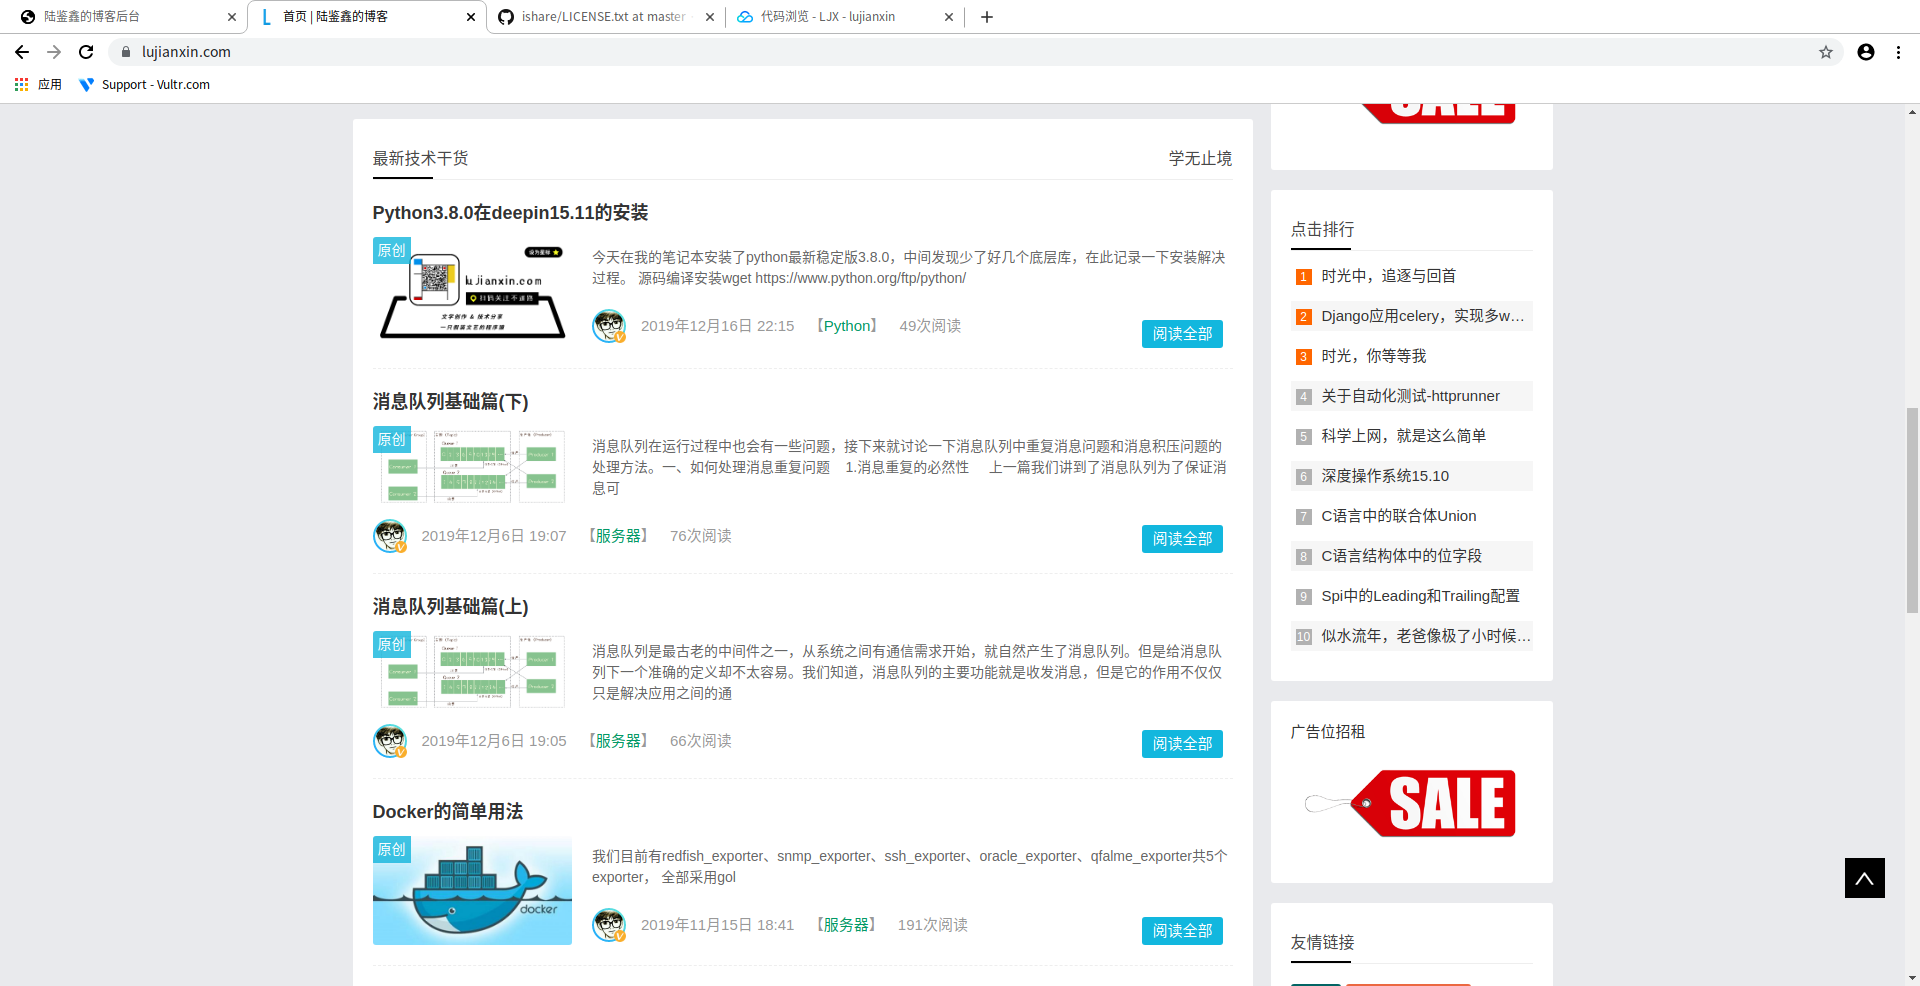 陆鉴鑫的博客后台
首页 | 陆鉴鑫的博客
ishare/LICENSE.txt at master
代码浏览 - LJX - lujianxin
lujianxin.com
应用
Support - Vultr.com
最新技术干货
学无止境
Python3.8.0在deepin15.11的安装
原创
设为星标
lujianxin.com
扫码关注不迷路
文字创作 & 技术分享
一只假装文艺的程序猿
今天在我的笔记本安装了python最新稳定版3.8.0，中间发现少了好几个底层库，在此记录一下安装解决
过程。 源码编译安装wget https://www.python.org/ftp/python/
2019年12月16日 22:15 【Python】 49次阅读
阅读全部
消息队列基础篇(下)
原创
消息队列在运行过程中也会有一些问题，接下来就讨论一下消息队列中重复消息问题和消息积压问题的
处理方法。一、如何处理消息重复问题 1.消息重复的必然性 上一篇我们讲到了消息队列为了保证消
息可
2019年12月6日 19:07 【服务器】 76次阅读
阅读全部
消息队列基础篇(上)
原创
消息队列是最古老的中间件之一，从系统之间有通信需求开始，就自然产生了消息队列。但是给消息队
列下一个准确的定义却不太容易。我们知道，消息队列的主要功能就是收发消息，但是它的作用不仅仅
只是解决应用之间的通
2019年12月6日 19:05 【服务器】 66次阅读
阅读全部
Docker的简单用法
原创
docker
我们目前有redfish_exporter、snmp_exporter、ssh_exporter、oracle_exporter、qfalme_exporter共5个
exporter， 全部采用gol
2019年11月15日 18:41 【服务器】 191次阅读
阅读全部
SALE
点击排行
1 时光中，追逐与回首
2 Django应用celery，实现多w…
3 时光，你等等我
4 关于自动化测试-httprunner
5 科学上网，就是这么简单
6 深度操作系统15.10
7 C语言中的联合体Union
8 C语言结构体中的位字段
9 Spi中的Leading和Trailing配置
10 似水流年，老爸像极了小时候…
广告位招租
SALE
友情链接